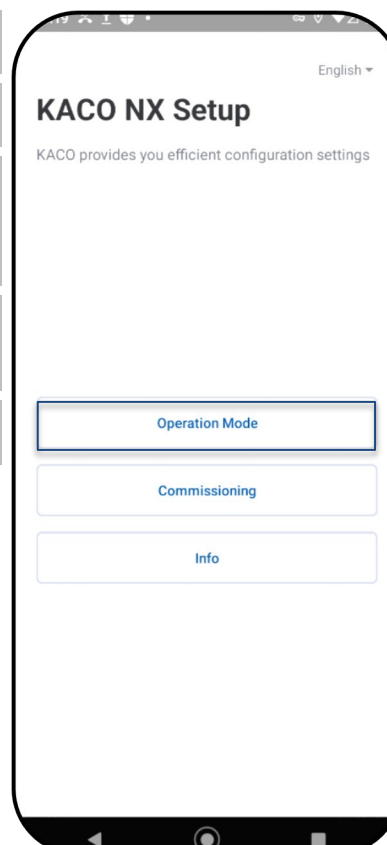 English
KACO NX Setup
KACO provides you efficient configuration settings
Operation Mode
Commissioning
Info